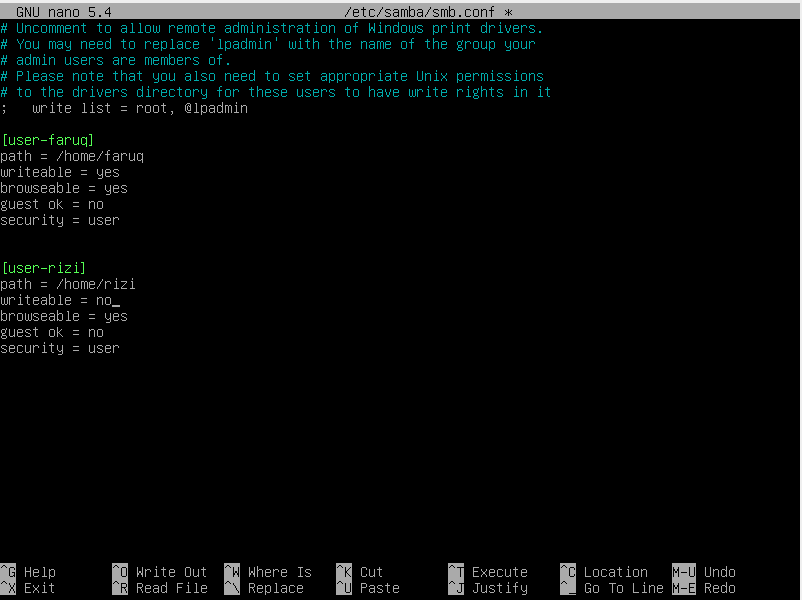 GNU nano 5.4 /etc/samba/smb.conf *
# Uncomment to allow remote administration of Windows print drivers.
# You may need to replace 'lpadmin' with the name of the group your
# admin users are members of.
# Please note that you also need to set appropriate Unix permissions
# to the drivers directory for these users to have write rights in it
;   write list = root, @lpadmin
[user-faruq]
path = /home/faruq
writeable = yes
browseable = yes
guest ok = no
security = user
[user-rizi]
path = /home/rizi
writeable = no_
browseable = yes
guest ok = no
security = user
^G Help ^O Write Out ^W Where Is ^K Cut ^T Execute ^C Location M-U Undo
^X Exit ^R Read File ^\ Replace ^U Paste ^J Justify ^_ Go To Line M-E Redo